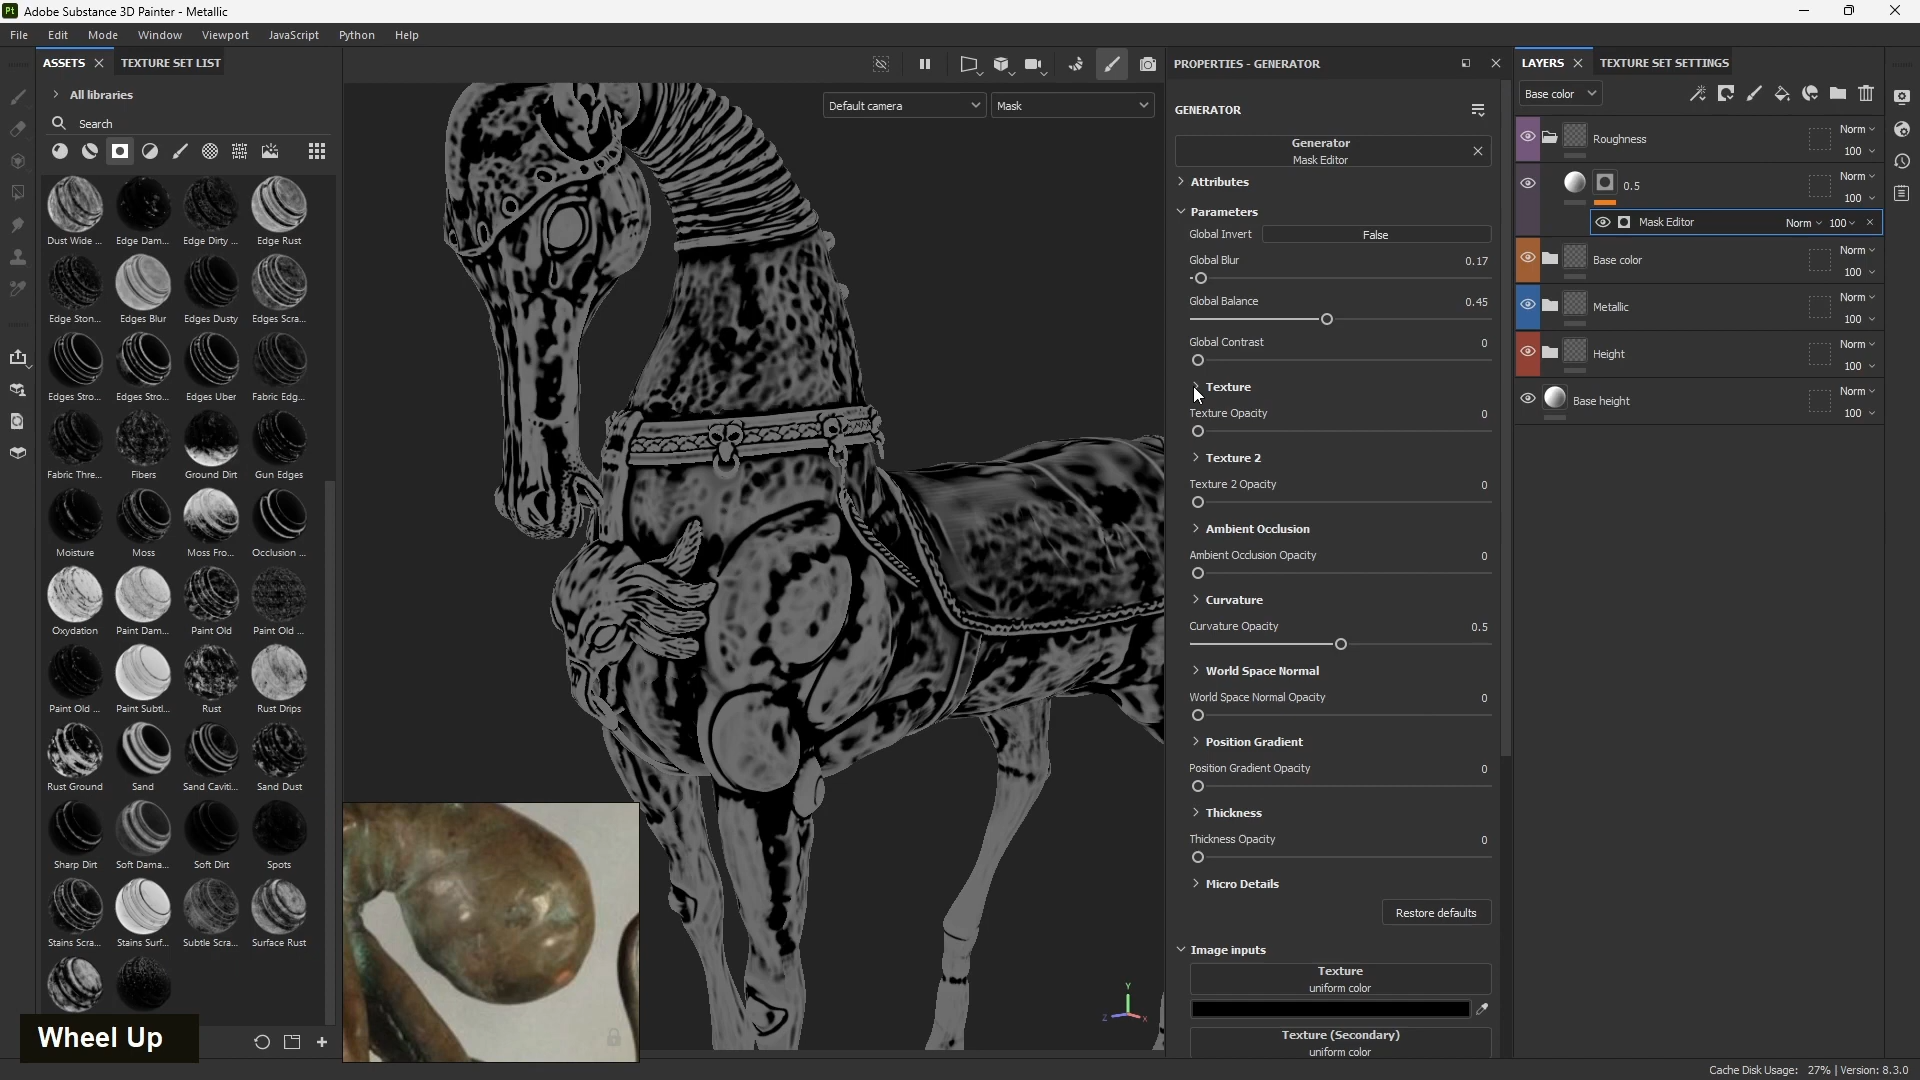 Pt Adobe Substance 3D Painter - Metallic
File Edit Mode Window Viewport JavaScript Python Help
ASSETS
TEXTURE SET LIST
All libraries
Search
Dust Wide ... Edge Dam... Edge Dirty ... Edge Rust
Edge Ston... Edges Blur Edges Dusty Edges Scra...
Edges Stro... Edges Stro... Edges Uber Fabric Edg...
Fabric Thre... Fibers Ground Dirt Gun Edges
Moisture Moss Moss Fro... Occlusion ...
Oxydation Paint Dam... Paint Old Paint Old ...
Paint Old ... Paint Subtl... Rust Rust Drips
Rust Ground Sand Sand Caviti... Sand Dust
Sharp Dirt Soft Dama... Soft Dirt Spots
Stains Scra... Stains Surf... Subtle Scra... Surface Rust
Wheel Up
Default camera
Mask
Y
Z
X
PROPERTIES - GENERATOR
GENERATOR
Generator
Mask Editor
Attributes
Parameters
Global Invert False
Global Blur 0.17
Global Balance 0.45
Global Contrast 0
Texture
Texture Opacity 0
Texture 2
Texture 2 Opacity 0
Ambient Occlusion
Ambient Occlusion Opacity 0
Curvature
Curvature Opacity 0.5
World Space Normal
World Space Normal Opacity 0
Position Gradient
Position Gradient Opacity 0
Thickness
Thickness Opacity 0
Micro Details
Restore defaults
Image inputs
Texture
uniform color
Texture (Secondary)
uniform color
LAYERS
TEXTURE SET SETTINGS
Base color
Roughness Norm
100
0.5 Norm
100
Mask Editor Norm 100
Base color Norm
100
Metallic Norm
100
Height Norm
100
Base height Norm
100
Cache Disk Usage: 27% | Version: 8.3.0